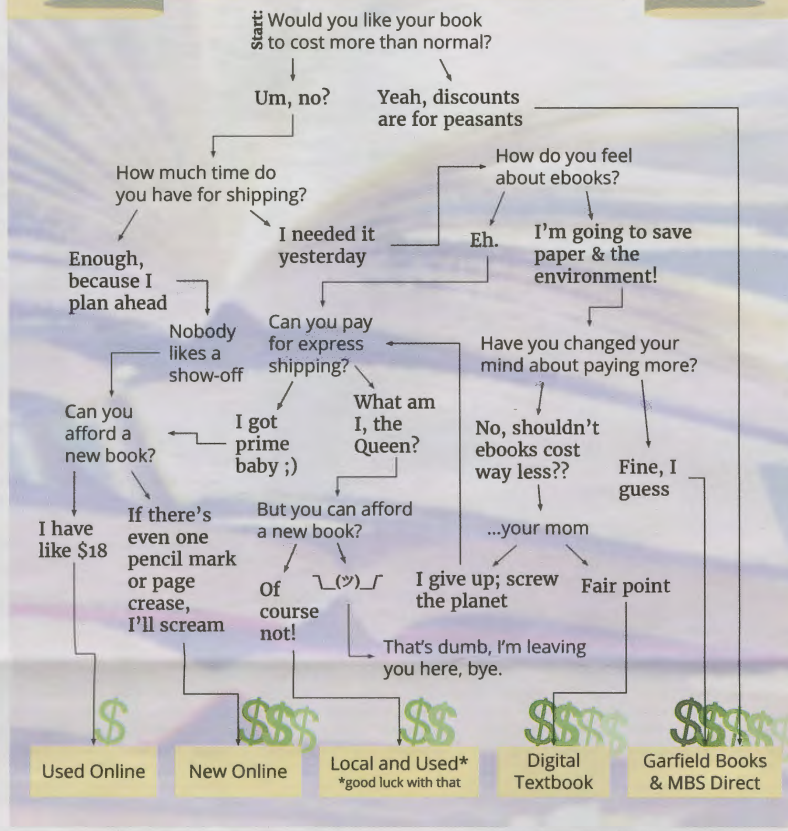 Start:
Would you like your book
to cost more than normal?
Um, no?
Yeah, discounts
are for peasants
How much time do
you have for shipping?
How do you feel
about ebooks?
Enough,
because I
plan ahead
I needed it
yesterday
Eh.
I'm going to save
paper & the
environment!
Nobody
likes a
show-off
Can you pay
for express
shipping?
Have you changed your
mind about paying more?
Can you
afford a
new book?
I got
prime
baby ;)
What am
I, the
Queen?
No, shouldn't
ebooks cost
way less??
Fine, I
guess
I have
like $18
If there's
even one
pencil mark
or page
crease,
I'll scream
But you can afford
a new book?
...your mom
Of
course
not!
¯\_(ツ)_/¯
I give up; screw
the planet
Fair point
That's dumb, I'm leaving
you here, bye.
$
$$$
$$
$$$$
$$$$$
Used Online
New Online
Local and Used*
*good luck with that
Digital
Textbook
Garfield Books
& MBS Direct